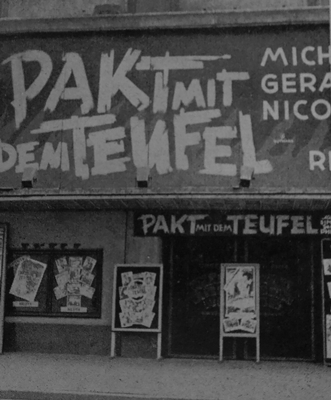 PAKT MIT
DEM TEUFEL
MICH
GERA
NICO
PAKT MIT DEM TEUFEL